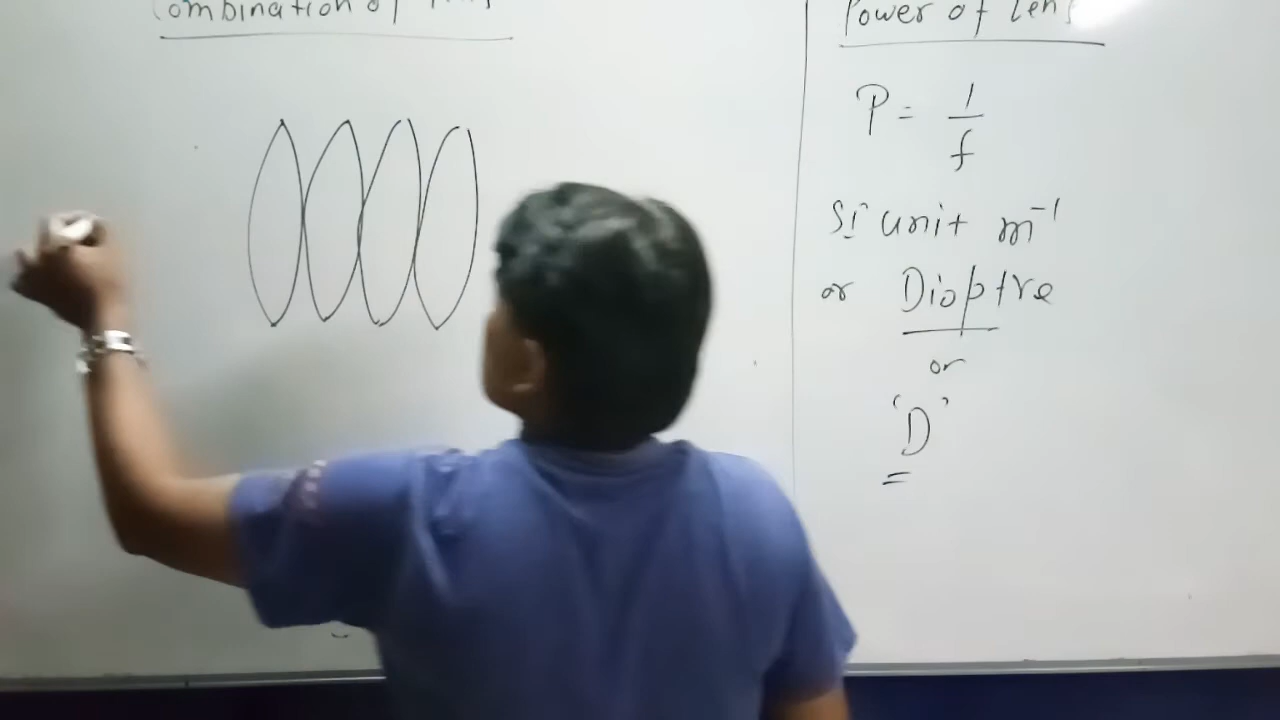 Combination of lens
Power of Lens
P = 1/f
SI unit m⁻¹
or Dioptre
or
'D'